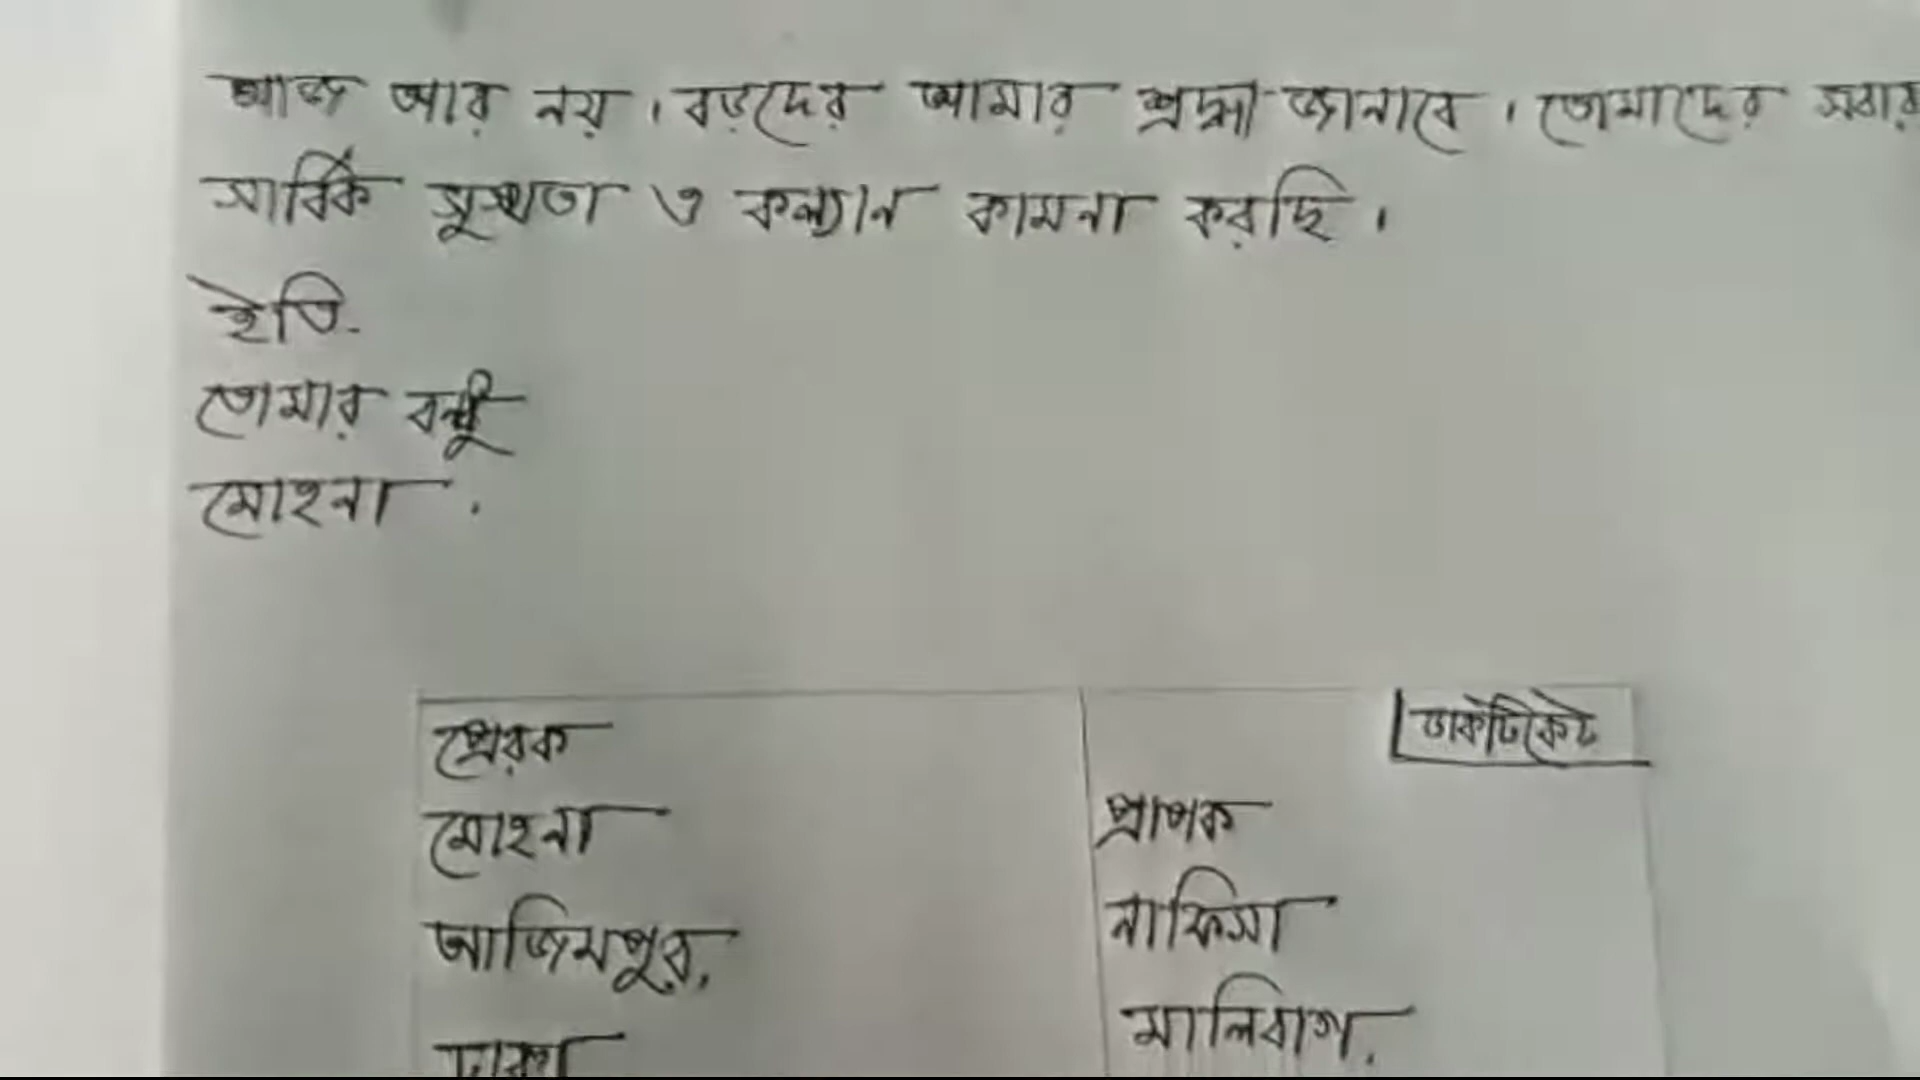 আজ আর নয়। বড়দের আমার শ্রদ্ধা জানাবে। তোমাদের সবার
সার্বিক সুস্থতা ও কল্যান কামনা করছি।
ইতি
তোমার বন্ধু
মোহনা.
ডাকটিকেট
প্রেরক
মোহনা
আজিমপুর,
ঢাকা
প্রাপক
নাফিসা
মালিবাগ,